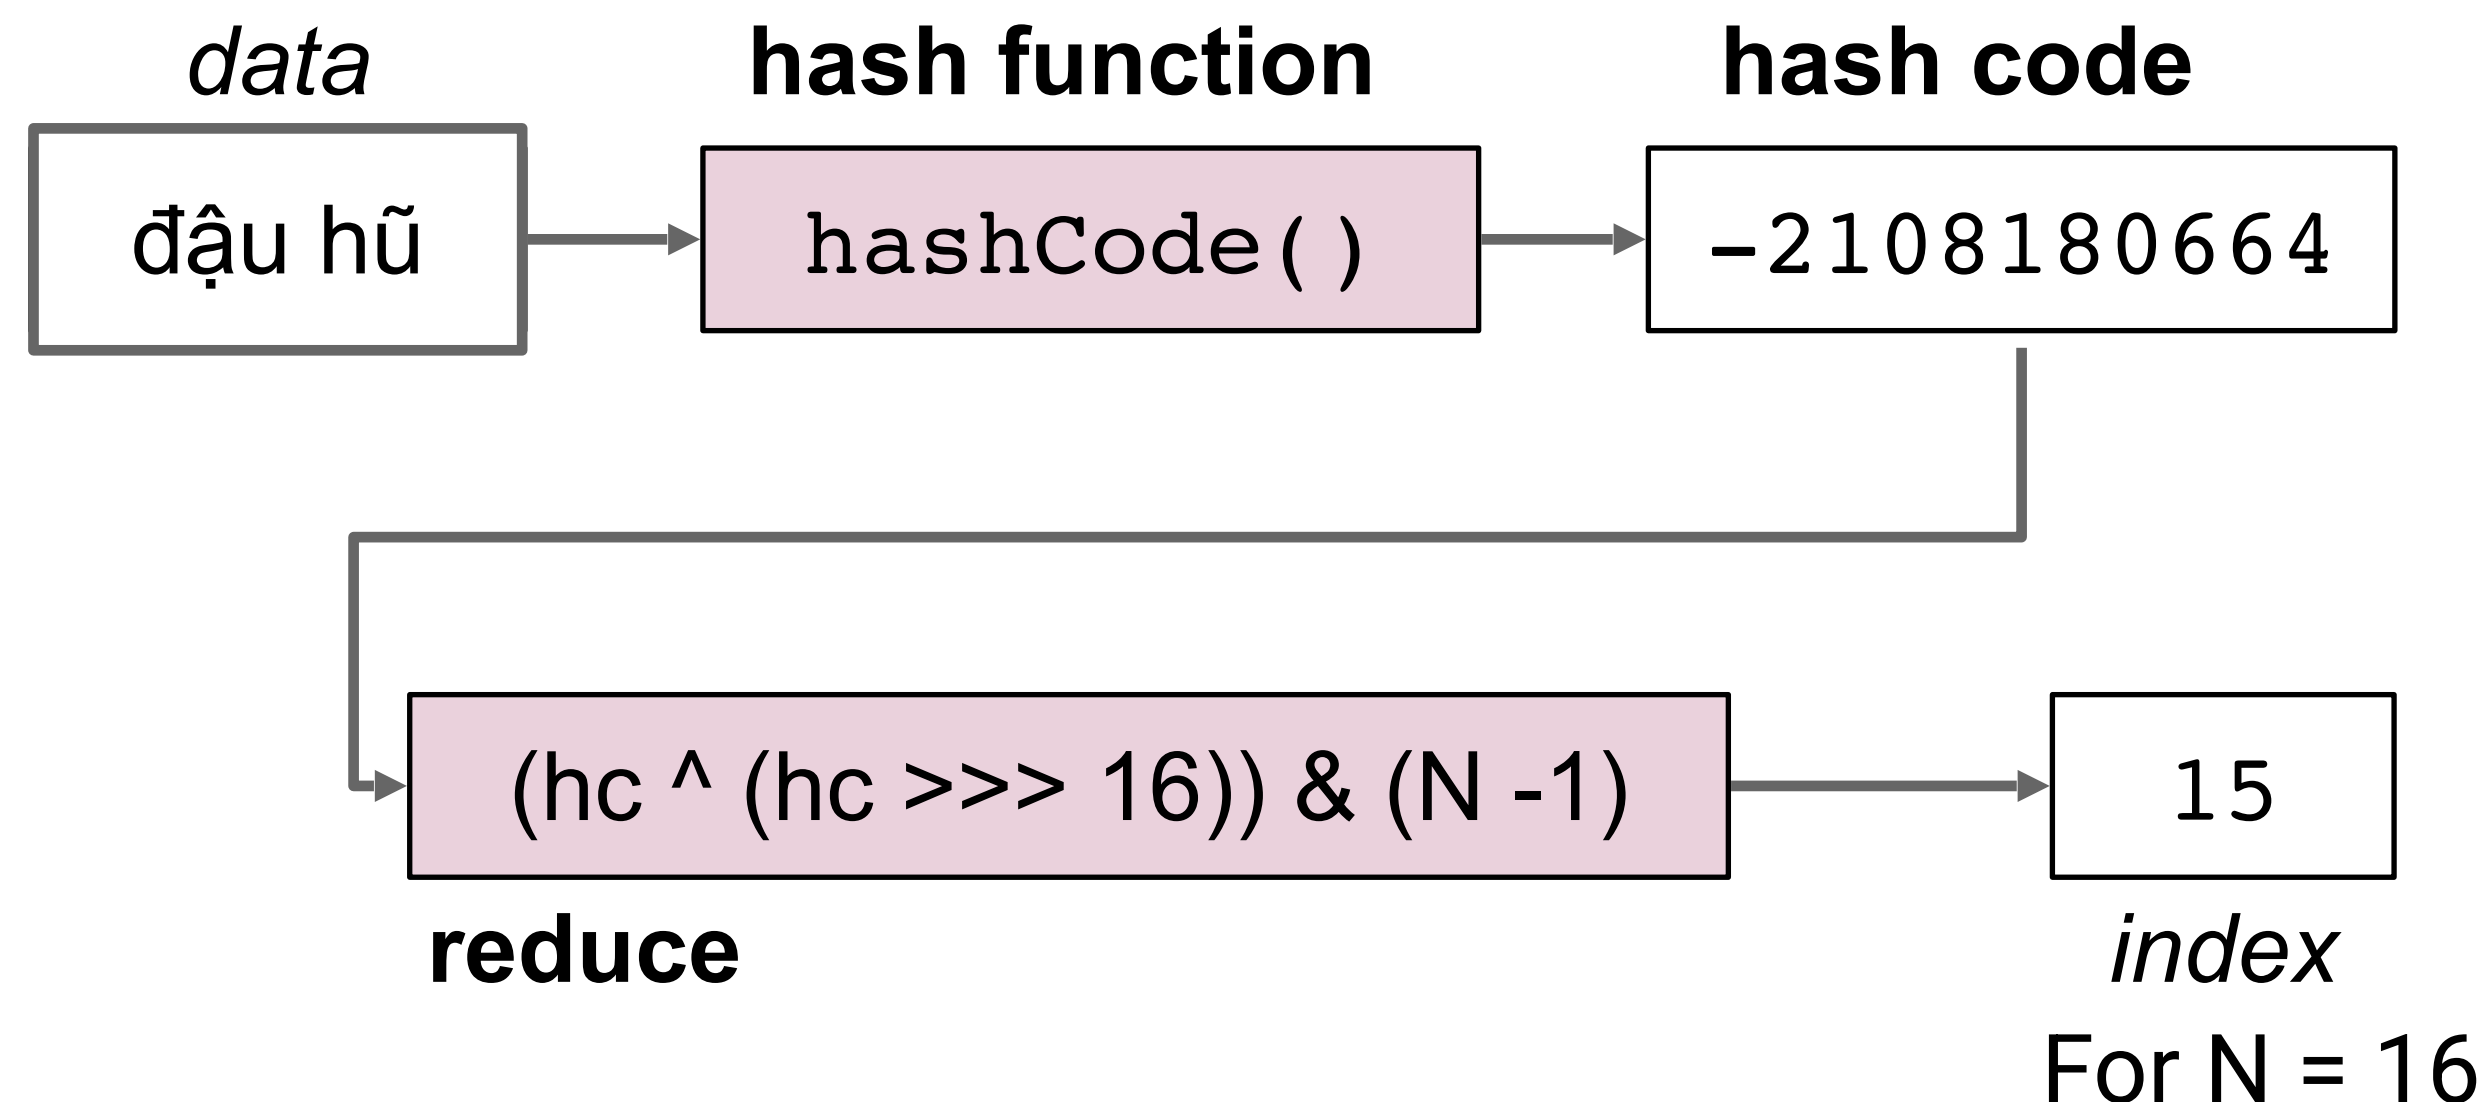 data
hash function
hash code
đậu hũ
hashCode()
-2108180664
(hc ^ (hc >>> 16)) & (N -1)
15
reduce
index
For N = 16